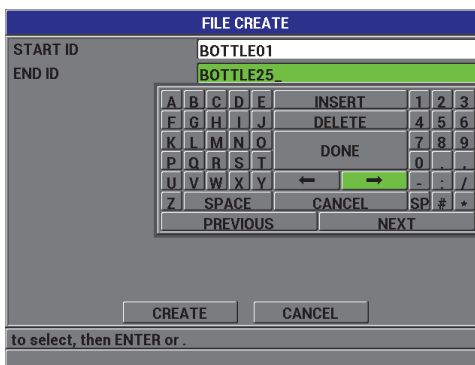 FILE CREATE
START ID BOTTLE01
END ID BOTTLE25_
A B C D E INSERT 1 2 3
F G H I J DELETE 4 5 6
K L M N O DONE 7 8 9
P Q R S T 0 . ,
U V W X Y ← → - : /
Z SPACE CANCEL SP # *
PREVIOUS NEXT
CREATE CANCEL
to select, then ENTER or .